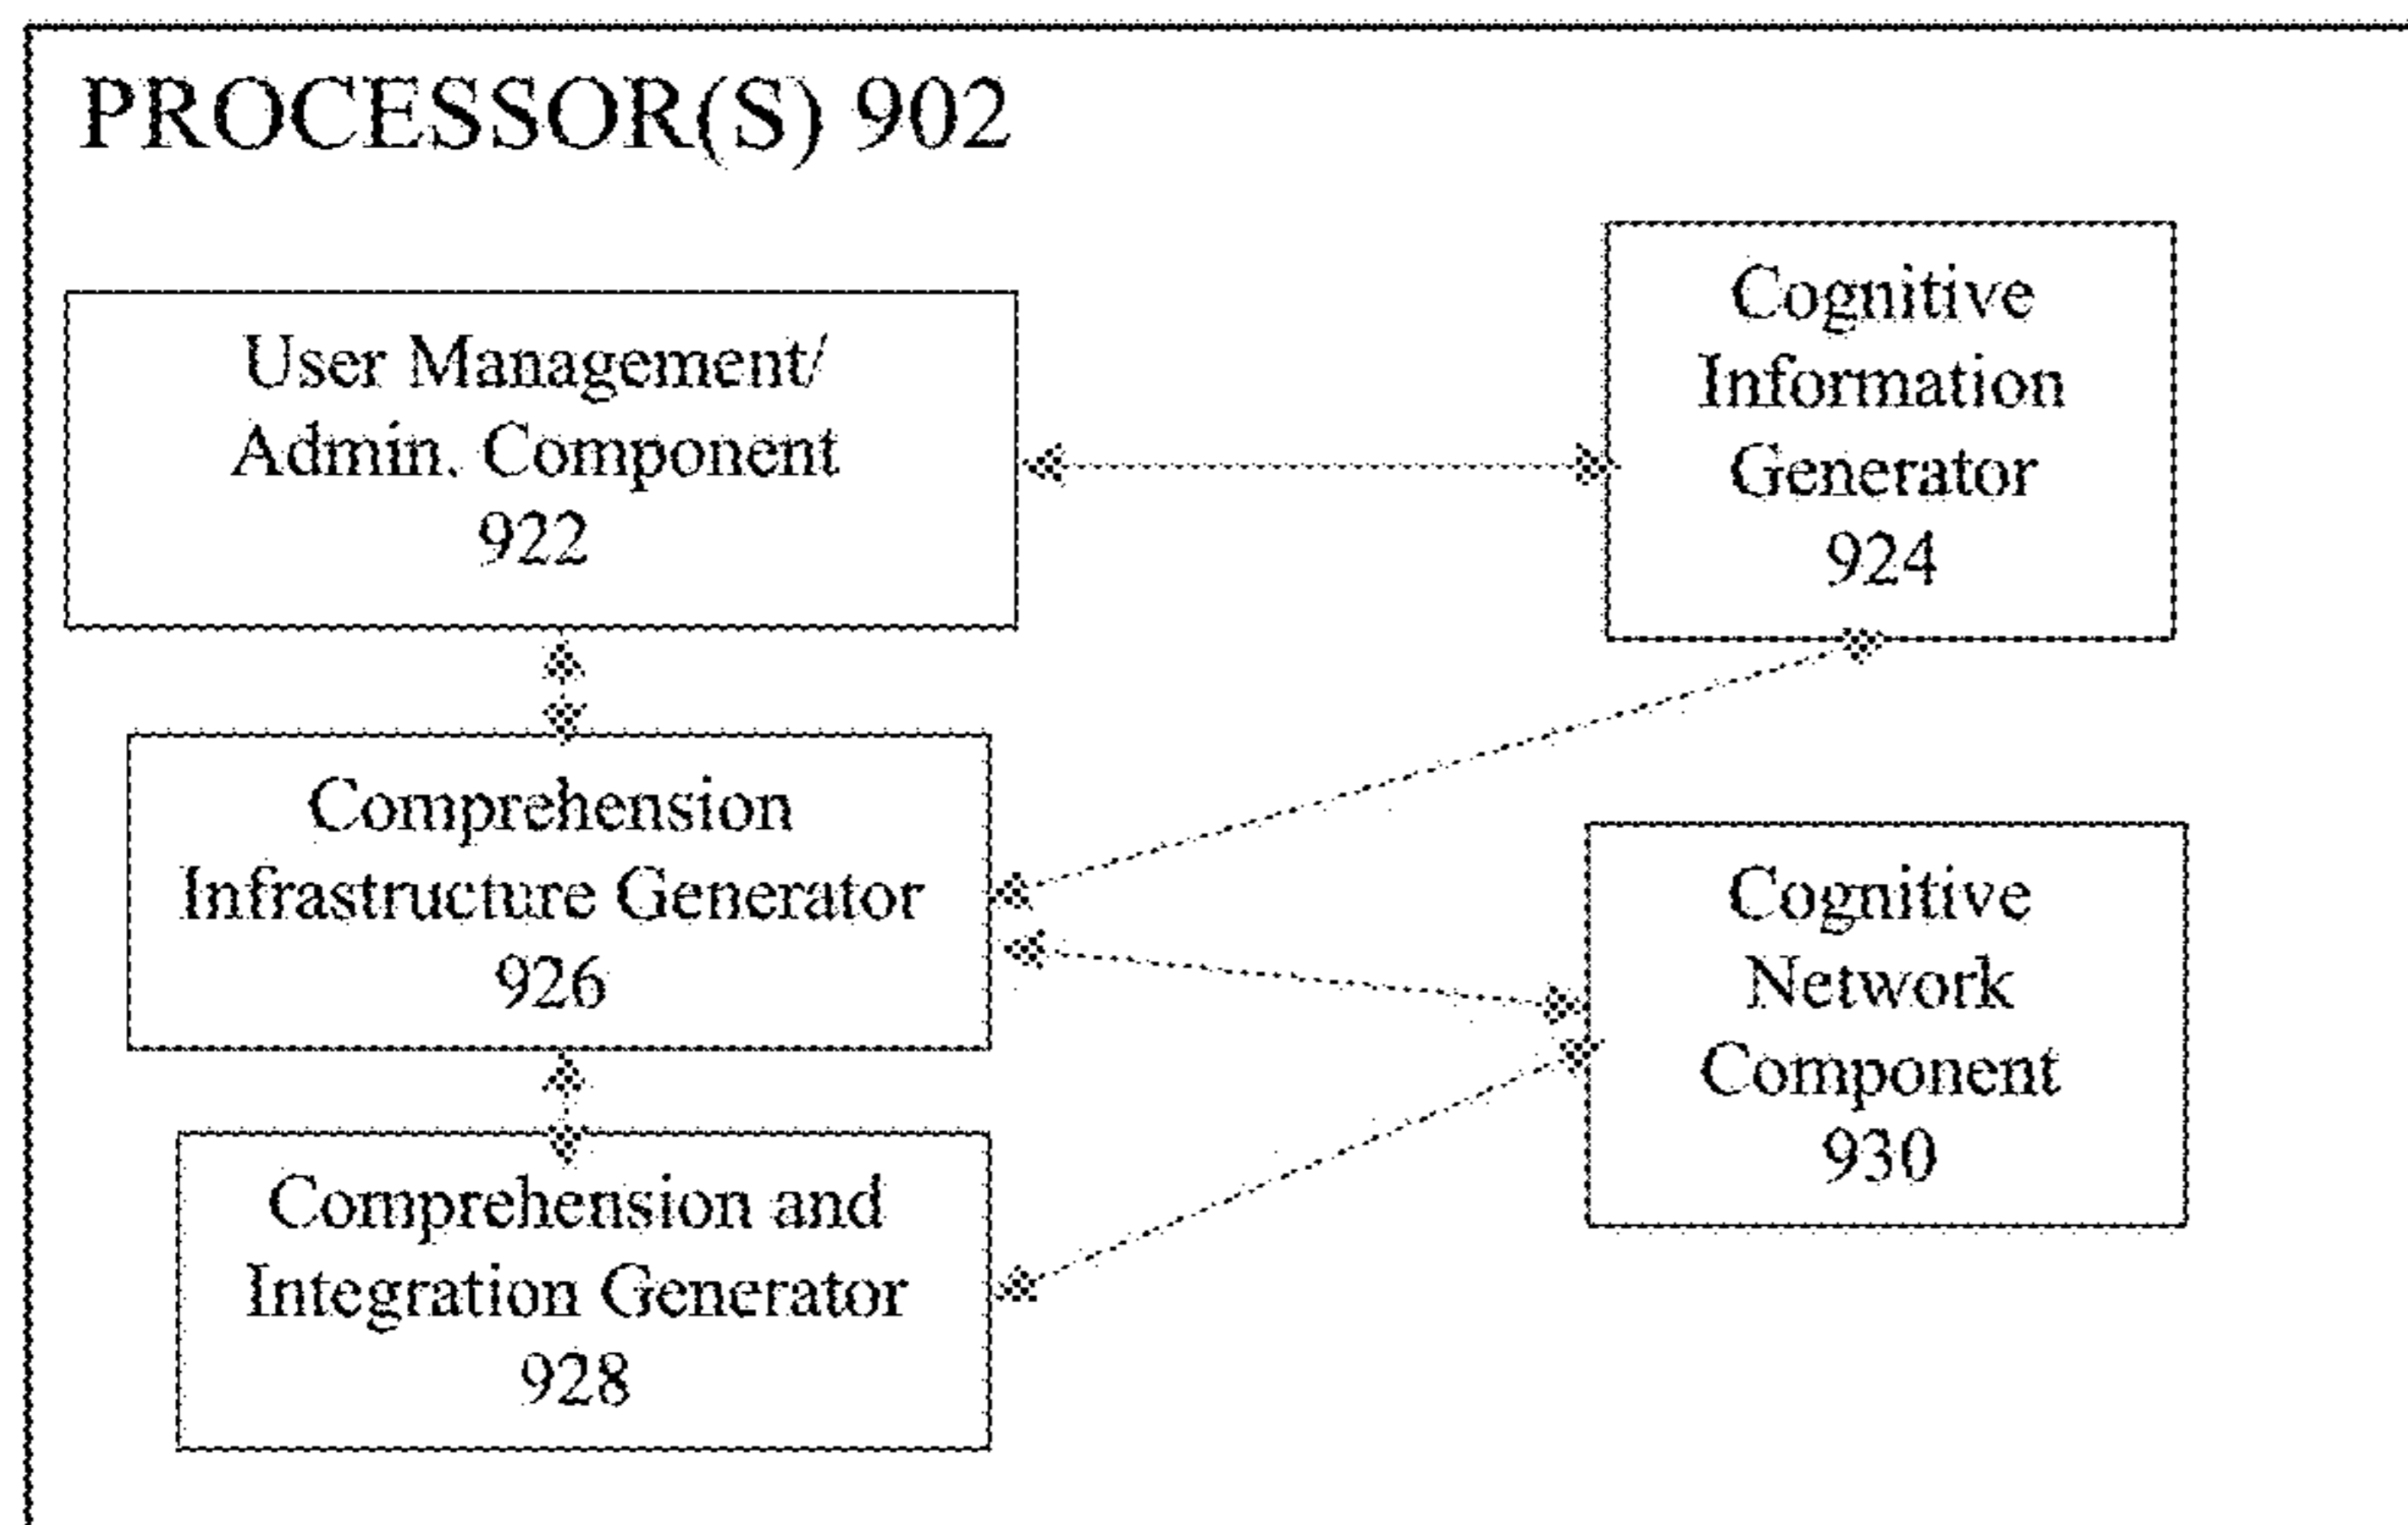 PROCESSOR(S) 902
User Management/
Admin. Component
922
Cognitive
Information
Generator
924
Comprehension
Infrastructure Generator
926
Cognitive
Network
Component
930
Comprehension and
Integration Generator
928